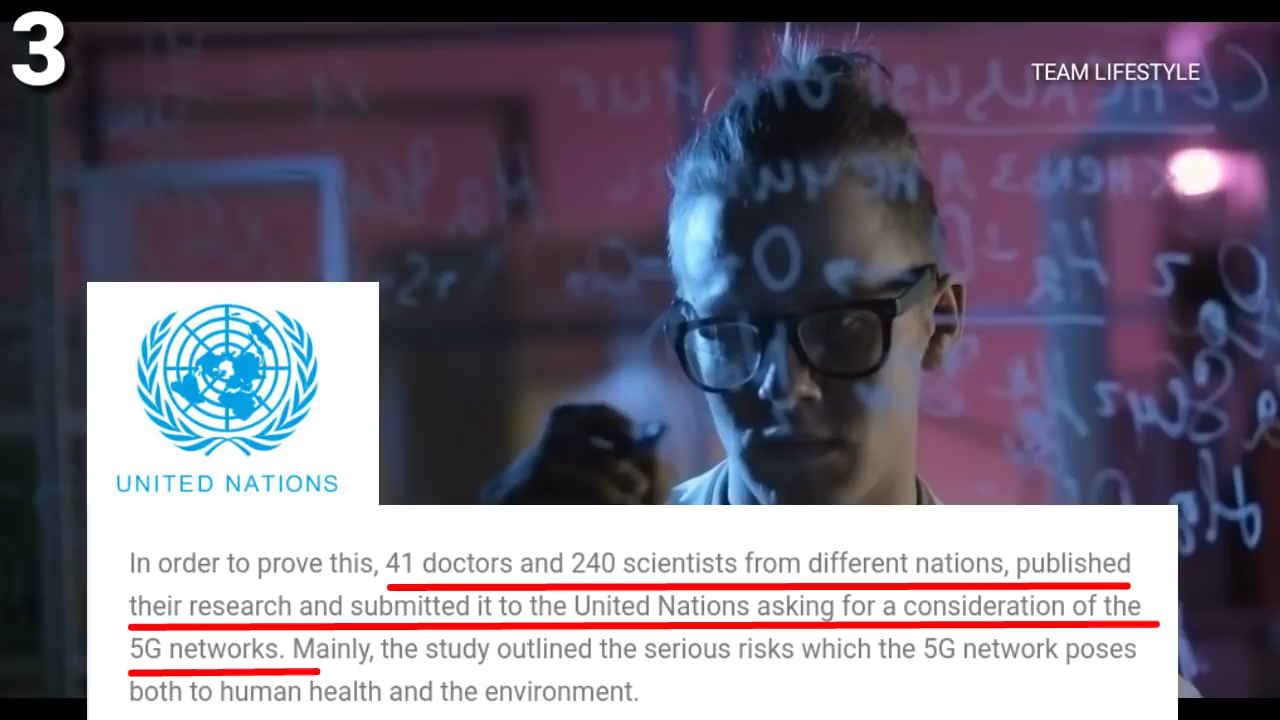 3
TEAM LIFESTYLE
UNITED NATIONS
In order to prove this, 41 doctors and 240 scientists from different nations, published
their research and submitted it to the United Nations asking for a consideration of the
5G networks. Mainly, the study outlined the serious risks which the 5G network poses
both to human health and the environment.